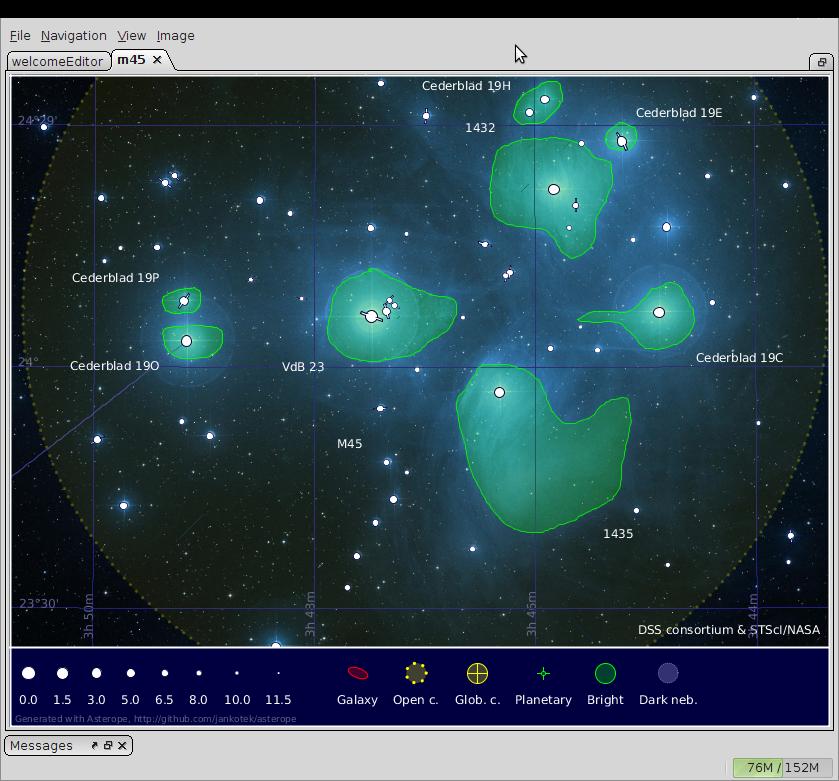 File Navigation View Image
welcomeEditor m45
Cederblad 19H
Cederblad 19E
24°29'
1432
Cederblad 19P
Cederblad 19C
24°
Cederblad 19O
VdB 23
M45
1435
23°30'
3h 50m
3h 48m
3h 46m
3h 44m
DSS consortium & STScI/NASA
0.0 1.5 3.0 5.0 6.5 8.0 10.0 11.5 Galaxy Open c. Glob. c. Planetary Bright Dark neb.
Generated with Asterope, http://github.com/jankotek/asterope
Messages
76M / 152M